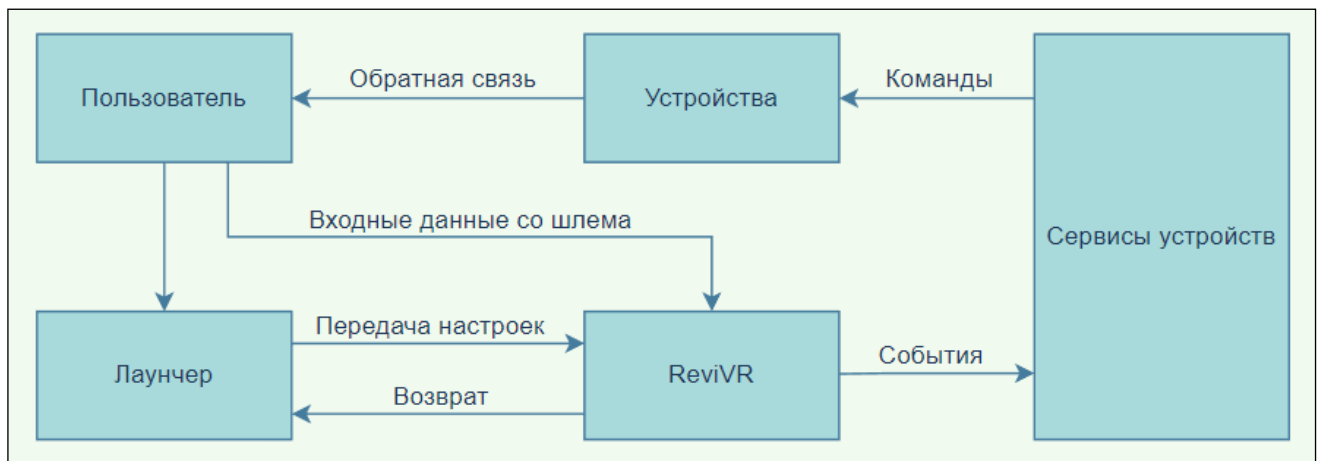 Обратная связь
Команды
Пользователь
Устройства
Входные данные со шлема
Сервисы устройств
Передача настроек
События
Лаунчер
ReviVR
Возврат